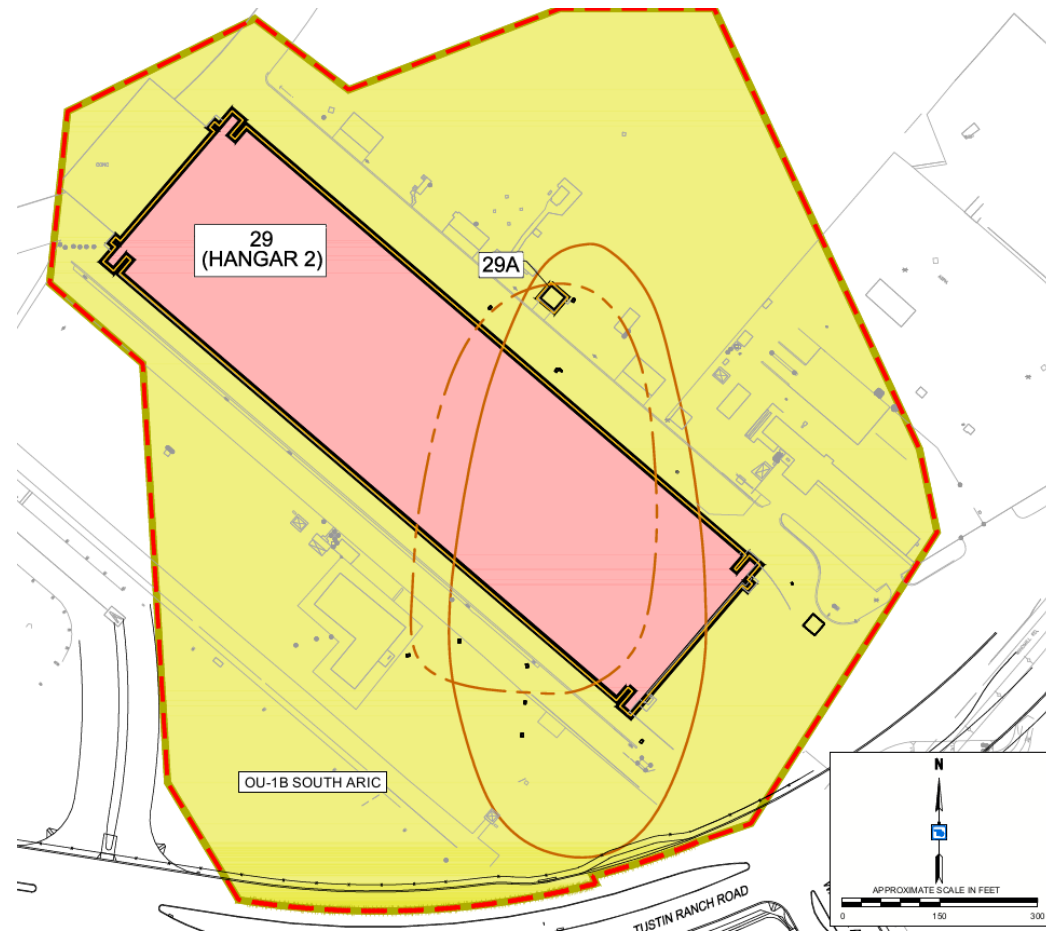 29
(HANGAR 2)
29A
OU-1B SOUTH ARIC
TUSTIN RANCH ROAD
N
APPROXIMATE SCALE IN FEET
0 150 300